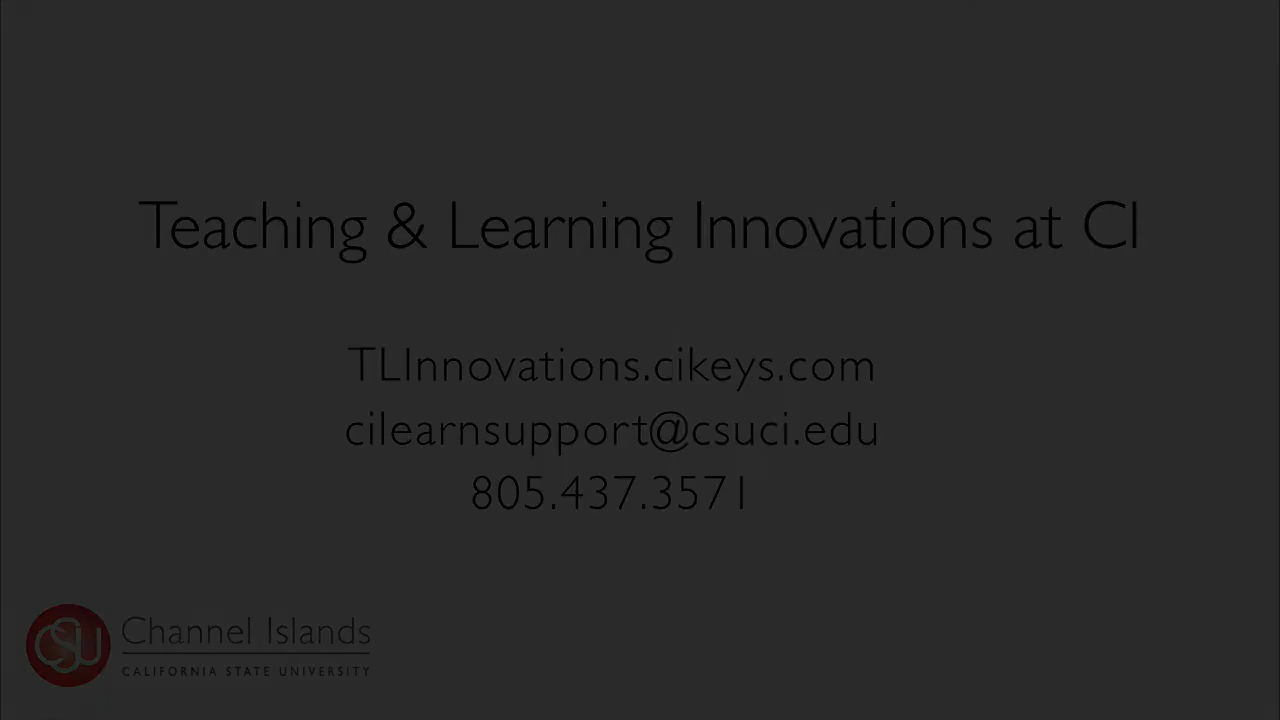 Teaching & Learning Innovations at CI
TLInnovations.cikeys.com
cilearnsupport@csuci.edu
805.437.3571
CSU
Channel Islands
CALIFORNIA STATE UNIVERSITY